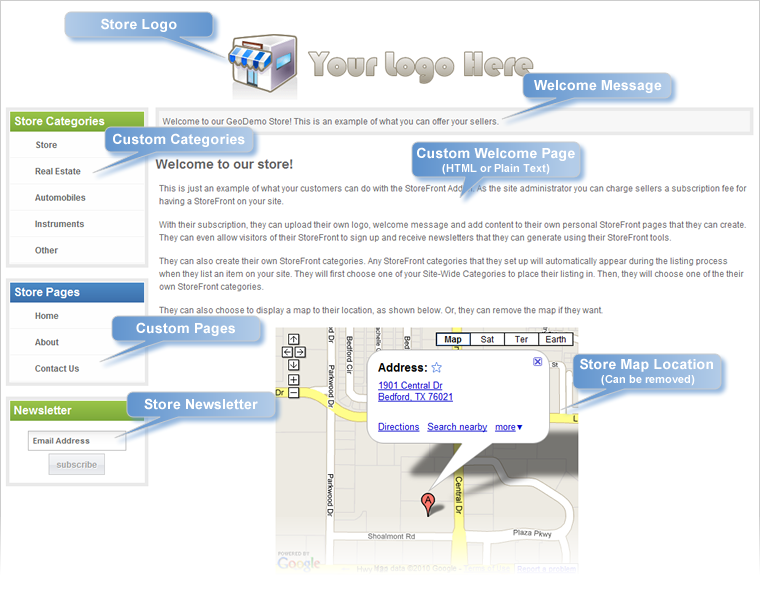 Store Logo
Your Logo Here
Welcome Message
Store Categories
Store
Real Estate
Automobiles
Instruments
Other
Custom Categories
Welcome to our GeoDemo Store! This is an example of what you can offer your sellers.
Custom Welcome Page
(HTML or Plain Text)
Welcome to our store!
This is just an example of what your customers can do with the StoreFront As the site administrator you can charge sellers a subscription fee for
having a StoreFront on your site.
With their subscription, they can upload their own logo, welcome message and add content to their own personal StoreFront pages that they can create.
They can even allow visitors of their StoreFront to sign up and receive newsletters that they can generate using their StoreFront tools.
They can also create their own StoreFront categories. Any StoreFront categories that they set up will automatically appear during the listing process
when they list an item on your site. They will first choose one of your Site-Wide Categories to place their listing in. Then, they will choose one of the their
own StoreFront categories.
They can also choose to display a map to their location, as shown below. Or, they can remove the map if they want.
Store Pages
Home
About
Contact Us
Custom Pages
Newsletter
Email Address
subscribe
Store Newsletter
Map Sat Ter Earth
Bedford Cir
Parkwood Dr
Dr
St
L
Address:
1901 Central Dr
Bedford, TX 76021
Directions Search nearby more▼
Store Map Location
(Can be removed)
A
Parkwood Dr
Central Dr
Shoalmont Rd
Plaza Pkwy
POWERED BY
Google